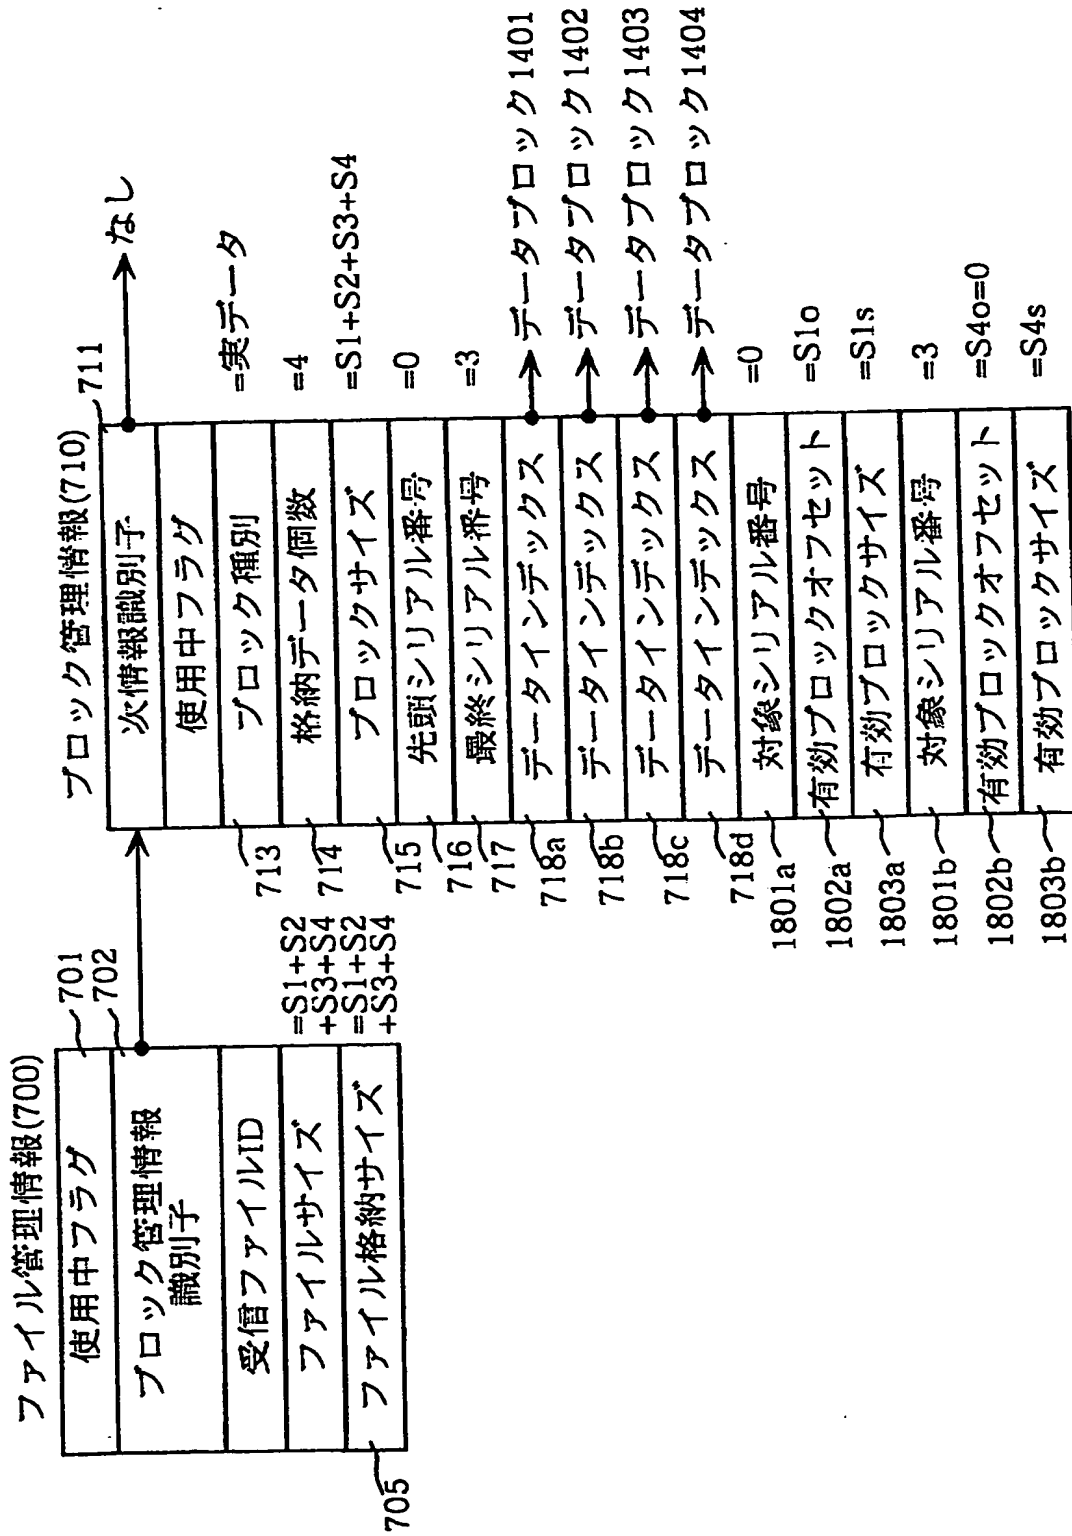 ファイル管理情報(700)
701
702
使用中フラグ
ブロック管理情報
識別子
受信ファイルID
ファイルサイズ
=S1+S2
+S3+S4
ファイル格納サイズ
=S1+S2
+S3+S4
705
ブロック管理情報(710)
711
次情報識別子
なし
使用中フラグ
713
ブロック種別
=実データ
714
格納データ個数
=4
715
ブロックサイズ
=S1+S2+S3+S4
716
先頭シリアル番号
=0
717
最終シリアル番号
=3
718a
データインデックス
データブロック1401
718b
データインデックス
データブロック1402
718c
データインデックス
データブロック1403
718d
データインデックス
データブロック1404
1801a
対象シリアル番号
=0
1802a
有効ブロックオフセット
=S1o
1803a
有効ブロックサイズ
=S1s
1801b
対象シリアル番号
=3
1802b
有効ブロックオフセット
=S4o=0
1803b
有効ブロックサイズ
=S4s